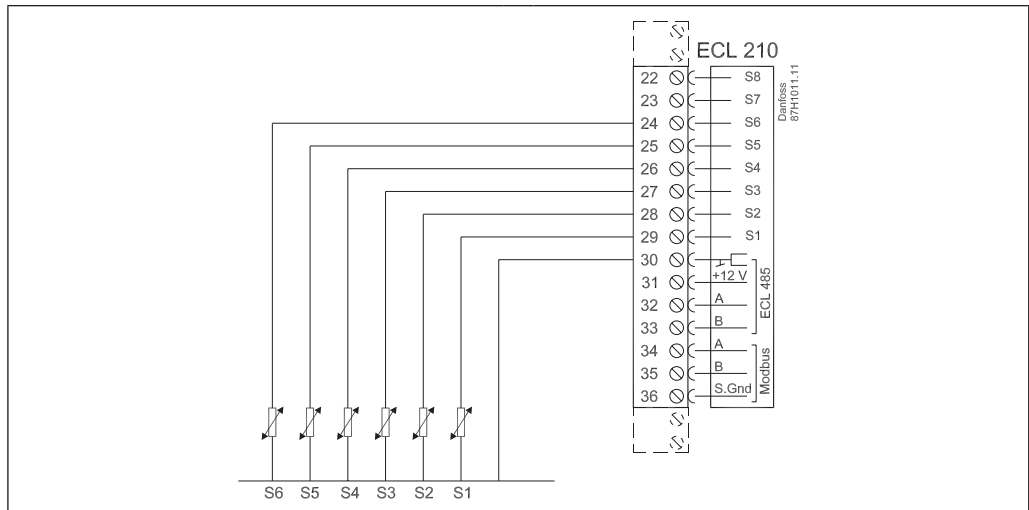 ECL 210
Danfoss
87H1011.11
22 S8
23 S7
24 S6
25 S5
26 S4
27 S3
28 S2
29 S1
30
31 +12 V
32 A
33 B
ECL 485
34 A
35 B
36 S.Gnd
Modbus
S6 S5 S4 S3 S2 S1